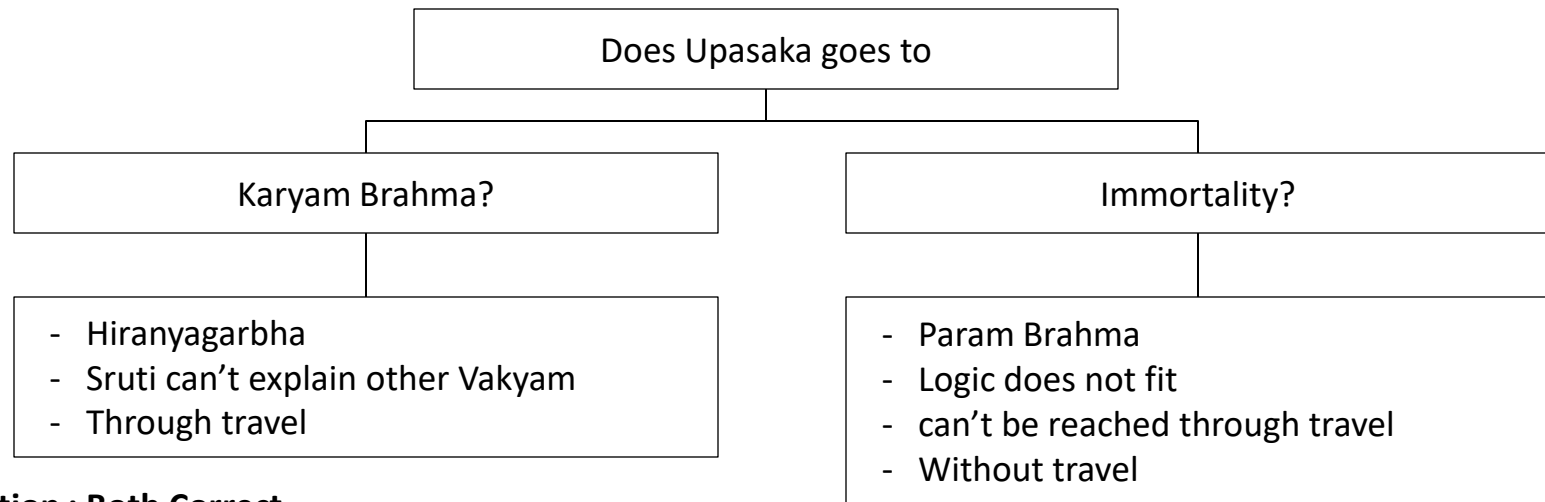 Does Upasaka goes to
Karyam Brahma?
Immortality?
- Hiranyagarbha
- Sruti can’t explain other Vakyam
- Through travel
- Param Brahma
- Logic does not fit
can’t be reached through travel
- Without travel
: Both Correct